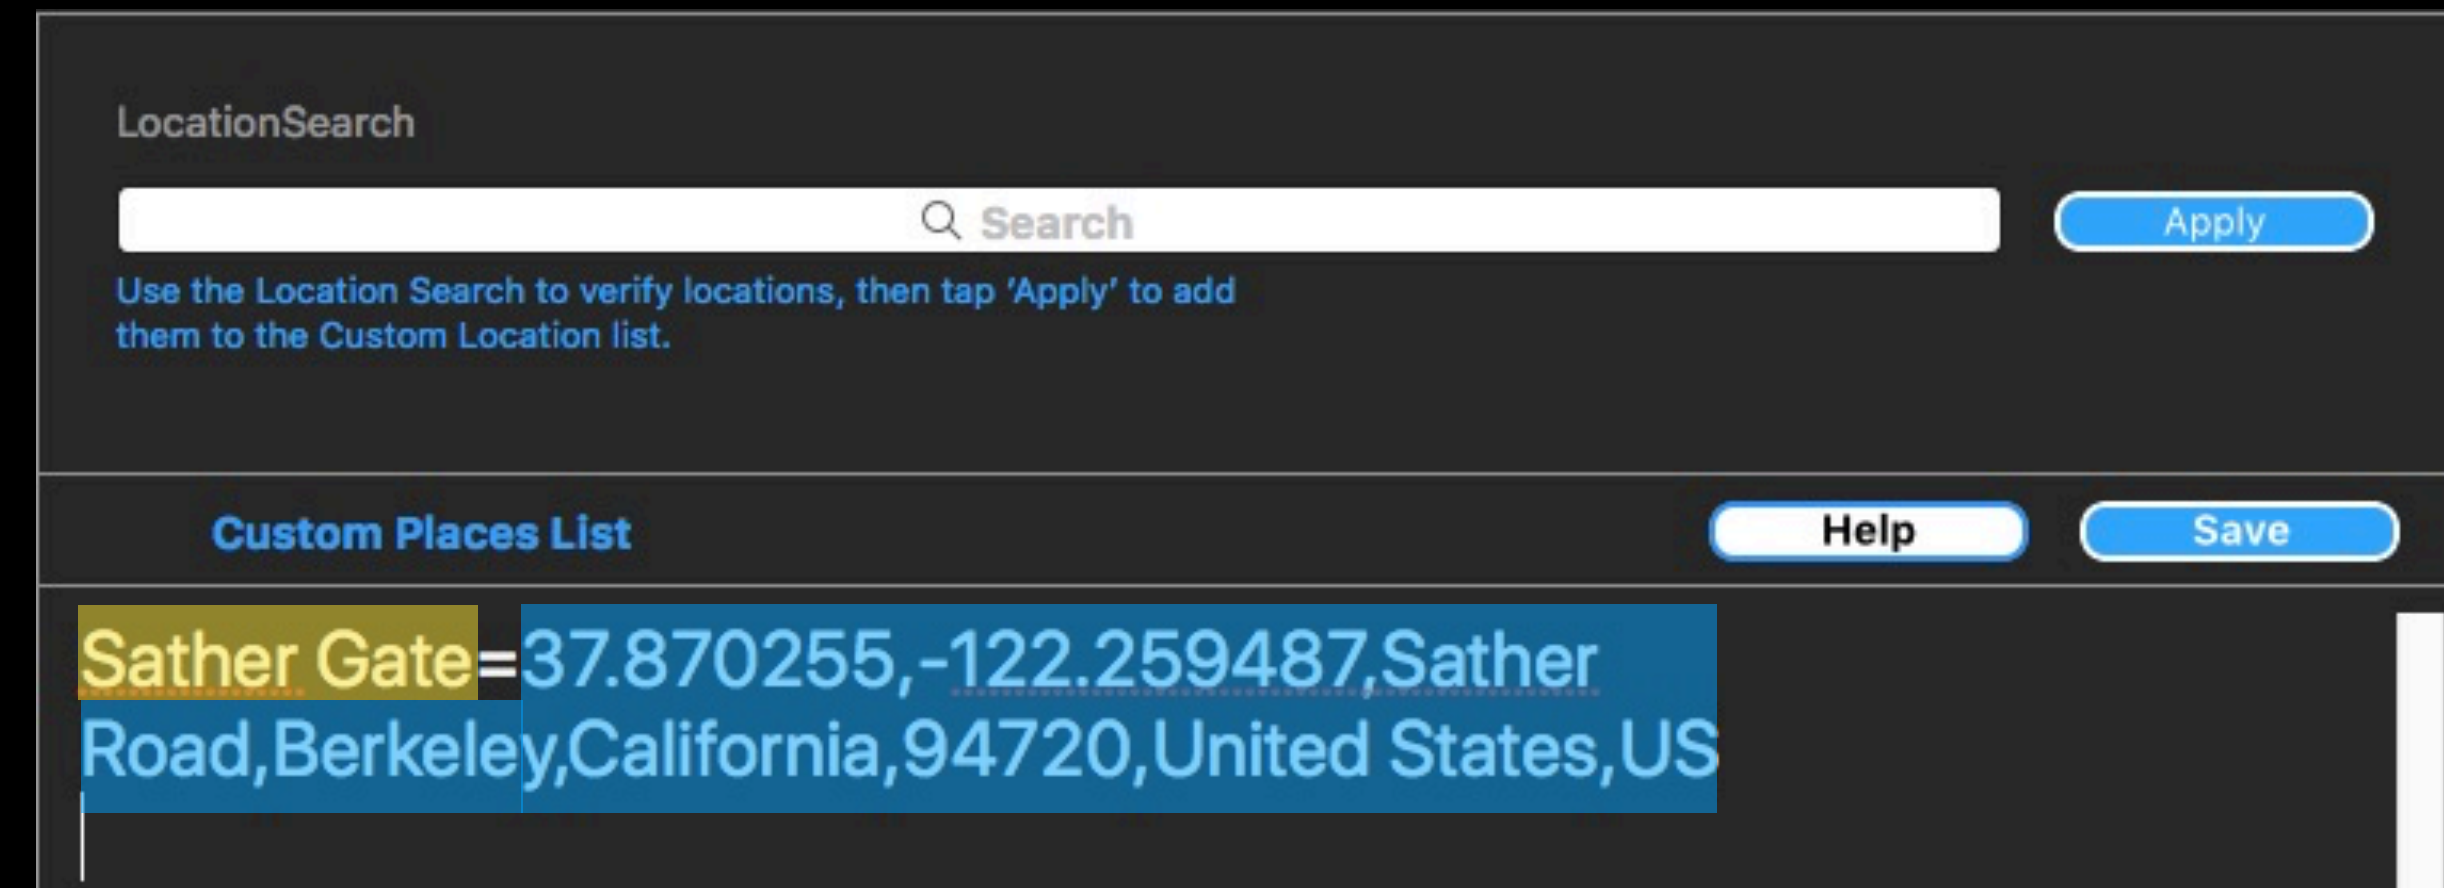 LocationSearch
Search
Apply
Use the Location Search to verify locations, then tap ‘Apply’ to add
them to the Custom Location list.
Custom Places List
Help
Save
Sather Gate=37.870255,-122.259487,Sather
Road,Berkeley,California,94720,United States,US